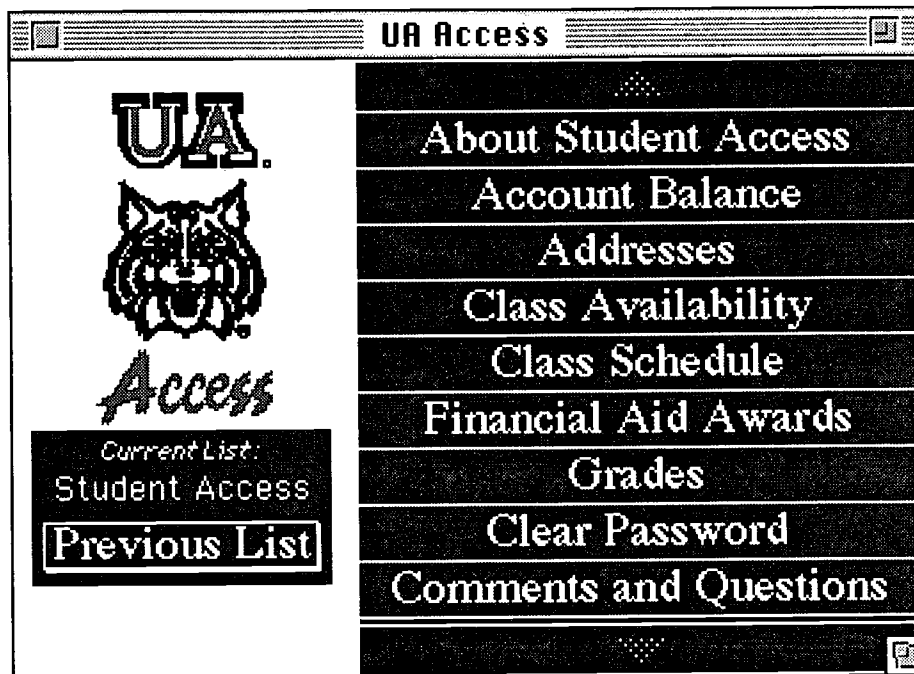 UA Access
UA.
Access
Current List:
Student Access
Previous List
About Student Access
Account Balance
Addresses
Class Availability
Class Schedule
Financial Aid Awards
Grades
Clear Password
Comments and Questions